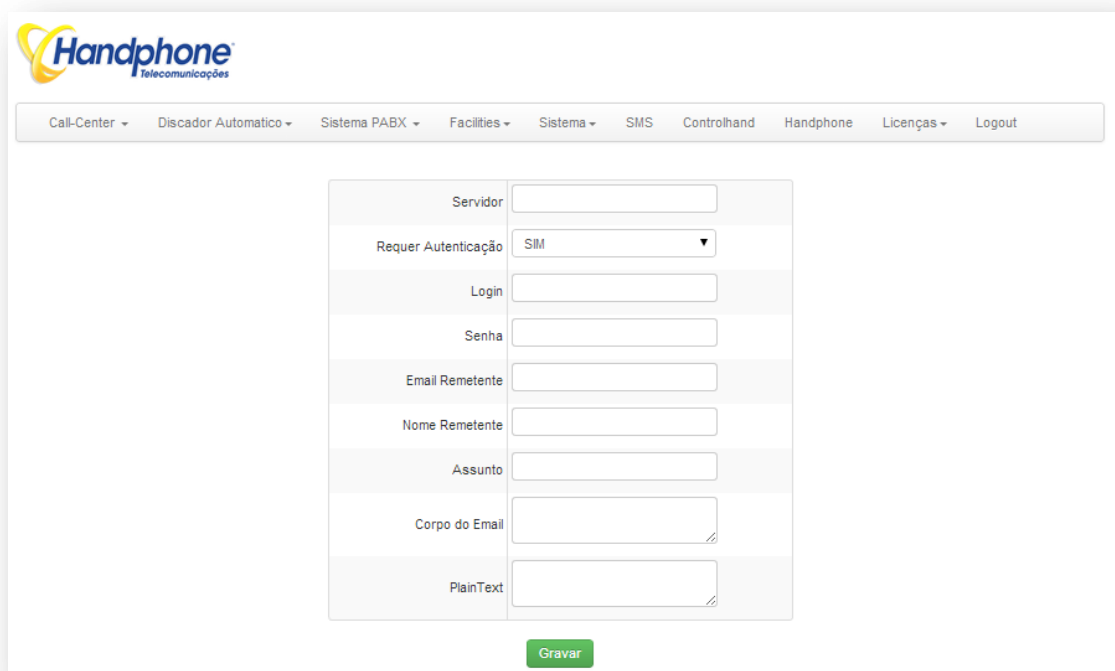 Handphone
Telecomunicações
Call-Center Discador Automatico Sistema PABX Facilities Sistema SMS Controlhand Handphone Licenças Logout
Servidor
Requer Autenticação SIM
Login
Senha
Email Remetente
Nome Remetente
Assunto
Corpo do Email
PlainText
Gravar